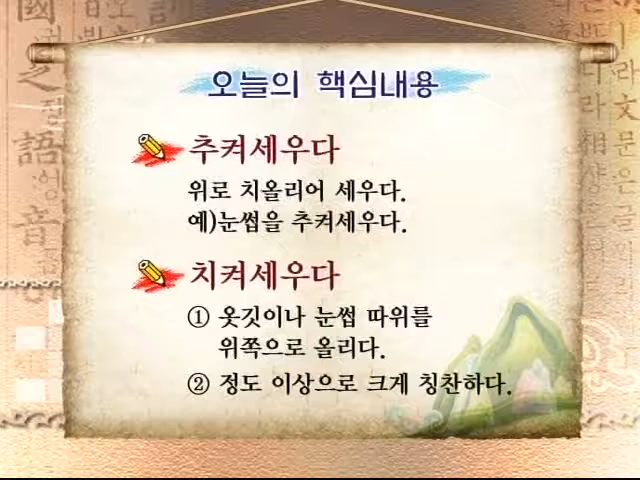 오늘의 핵심내용
추켜세우다
위로 치올리어 세우다.
예)눈썹을 추켜세우다.
치켜세우다
① 옷깃이나 눈썹 따위를
위쪽으로 올리다.
② 정도 이상으로 크게 칭찬하다.